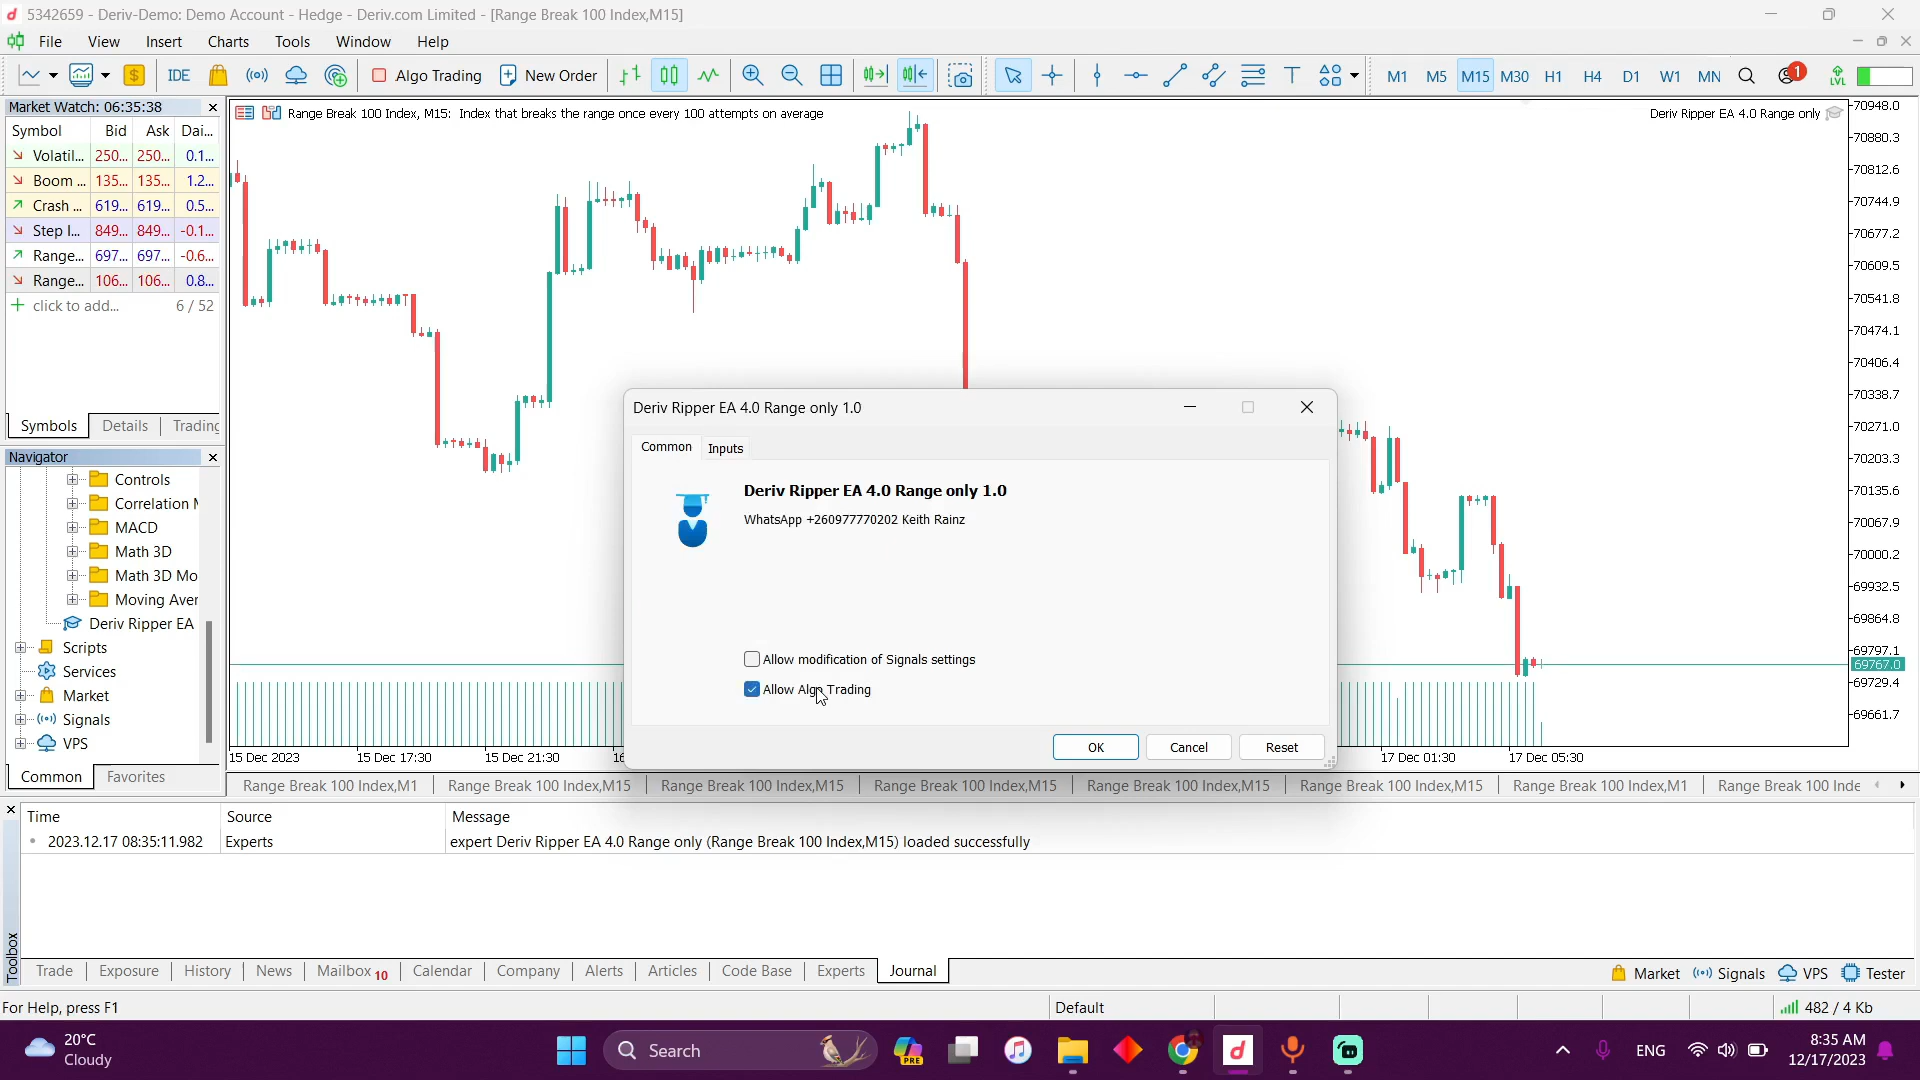 5342659 - Deriv-Demo: Demo Account - Hedge - Deriv.com Limited - [Range Break 100 Index,M15]
File View Insert Charts Tools Window Help
IDE Algo Trading New Order M1 M5 M15 M30 H1 H4 D1 W1 MN 1 LVL
Market Watch: 06:35:38
Symbol Bid Ask Dai...
Volatil... 250... 250... 0.1...
Boom ... 135... 135... 1.2...
Crash ... 619... 619... 0.5...
Step I... 849... 849... -0.1...
Range... 697... 697... -0.6...
Range... 106... 106... 0.8...
click to add... 6 / 52
Symbols Details Trading
Navigator
Controls
Correlation
MACD
Math 3D
Math 3D Mo
Moving Aver
Deriv Ripper EA
Scripts
Services
Market
Signals
VPS
Common Favorites
Range Break 100 Index, M15: Index that breaks the range once every 100 attempts on average
Deriv Ripper EA 4.0 Range only
70948.0
70880.3
70812.6
70744.9
70677.2
70609.5
70541.8
70474.1
70406.4
70338.7
70271.0
70203.3
70135.6
70067.9
70000.2
69932.5
69864.8
69797.1
69767.0
69729.4
69661.7
Deriv Ripper EA 4.0 Range only 1.0
Common Inputs
Deriv Ripper EA 4.0 Range only 1.0
WhatsApp +260977770202 Keith Rainz
Allow modification of Signals settings
Allow Algo Trading
OK Cancel Reset
15 Dec 2023 15 Dec 17:30 15 Dec 21:30 16 17 Dec 01:30 17 Dec 05:30
Range Break 100 Index,M1 Range Break 100 Index,M15 Range Break 100 Index,M15 Range Break 100 Index,M15 Range Break 100 Index,M15 Range Break 100 Index,M15 Range Break 100 Index,M1 Range Break 100 Inde
Time Source Message
2023.12.17 08:35:11.982 Experts expert Deriv Ripper EA 4.0 Range only (Range Break 100 Index,M15) loaded successfully
Toolbox
Trade Exposure History News Mailbox 10 Calendar Company Alerts Articles Code Base Experts Journal
Market Signals VPS Tester
For Help, press F1 Default 482 / 4 Kb
20°C
Cloudy
Search
PRE
ENG
8:35 AM
12/17/2023